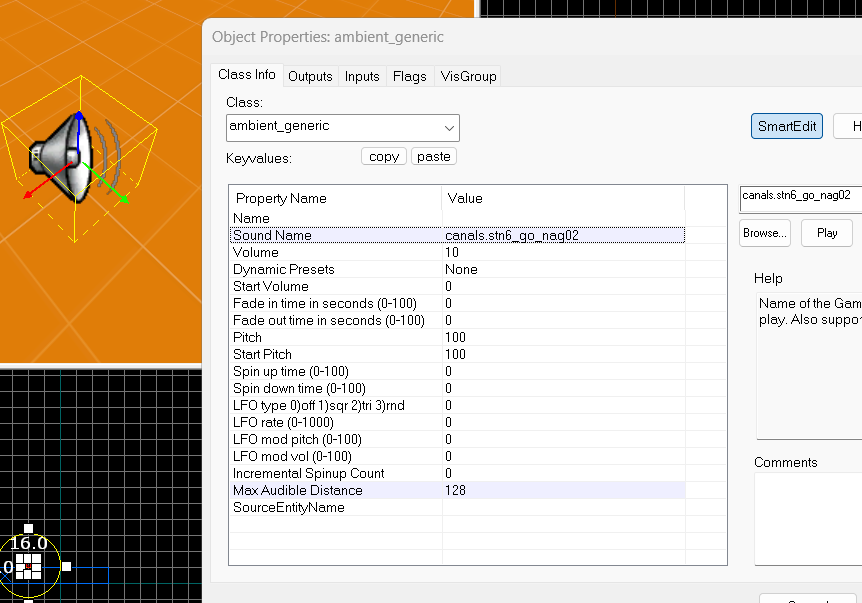 Object Properties: ambient_generic
Class Info Outputs Inputs Flags VisGroup
Class:
ambient_generic
SmartEdit H
Keyvalues: copy paste
Property Name Value
canals.stn6_go_nag02
Name
Sound Name canals.stn6_go_nag02
Browse... Play
Volume 10
Dynamic Presets None
Start Volume 0
Help
Fade in time in seconds (0-100) 0
Name of the Gam
Fade out time in seconds (0-100) 0
play. Also suppo
Pitch 100
Start Pitch 100
Spin up time (0-100) 0
Spin down time (0-100) 0
LFO type 0)off 1)sqr 2)tri 3)rnd 0
LFO rate (0-1000) 0
LFO mod pitch (0-100) 0
LFO mod vol (0-100) 0
Comments
Incremental Spinup Count 0
Max Audible Distance 128
SourceEntityName
16.0
.0